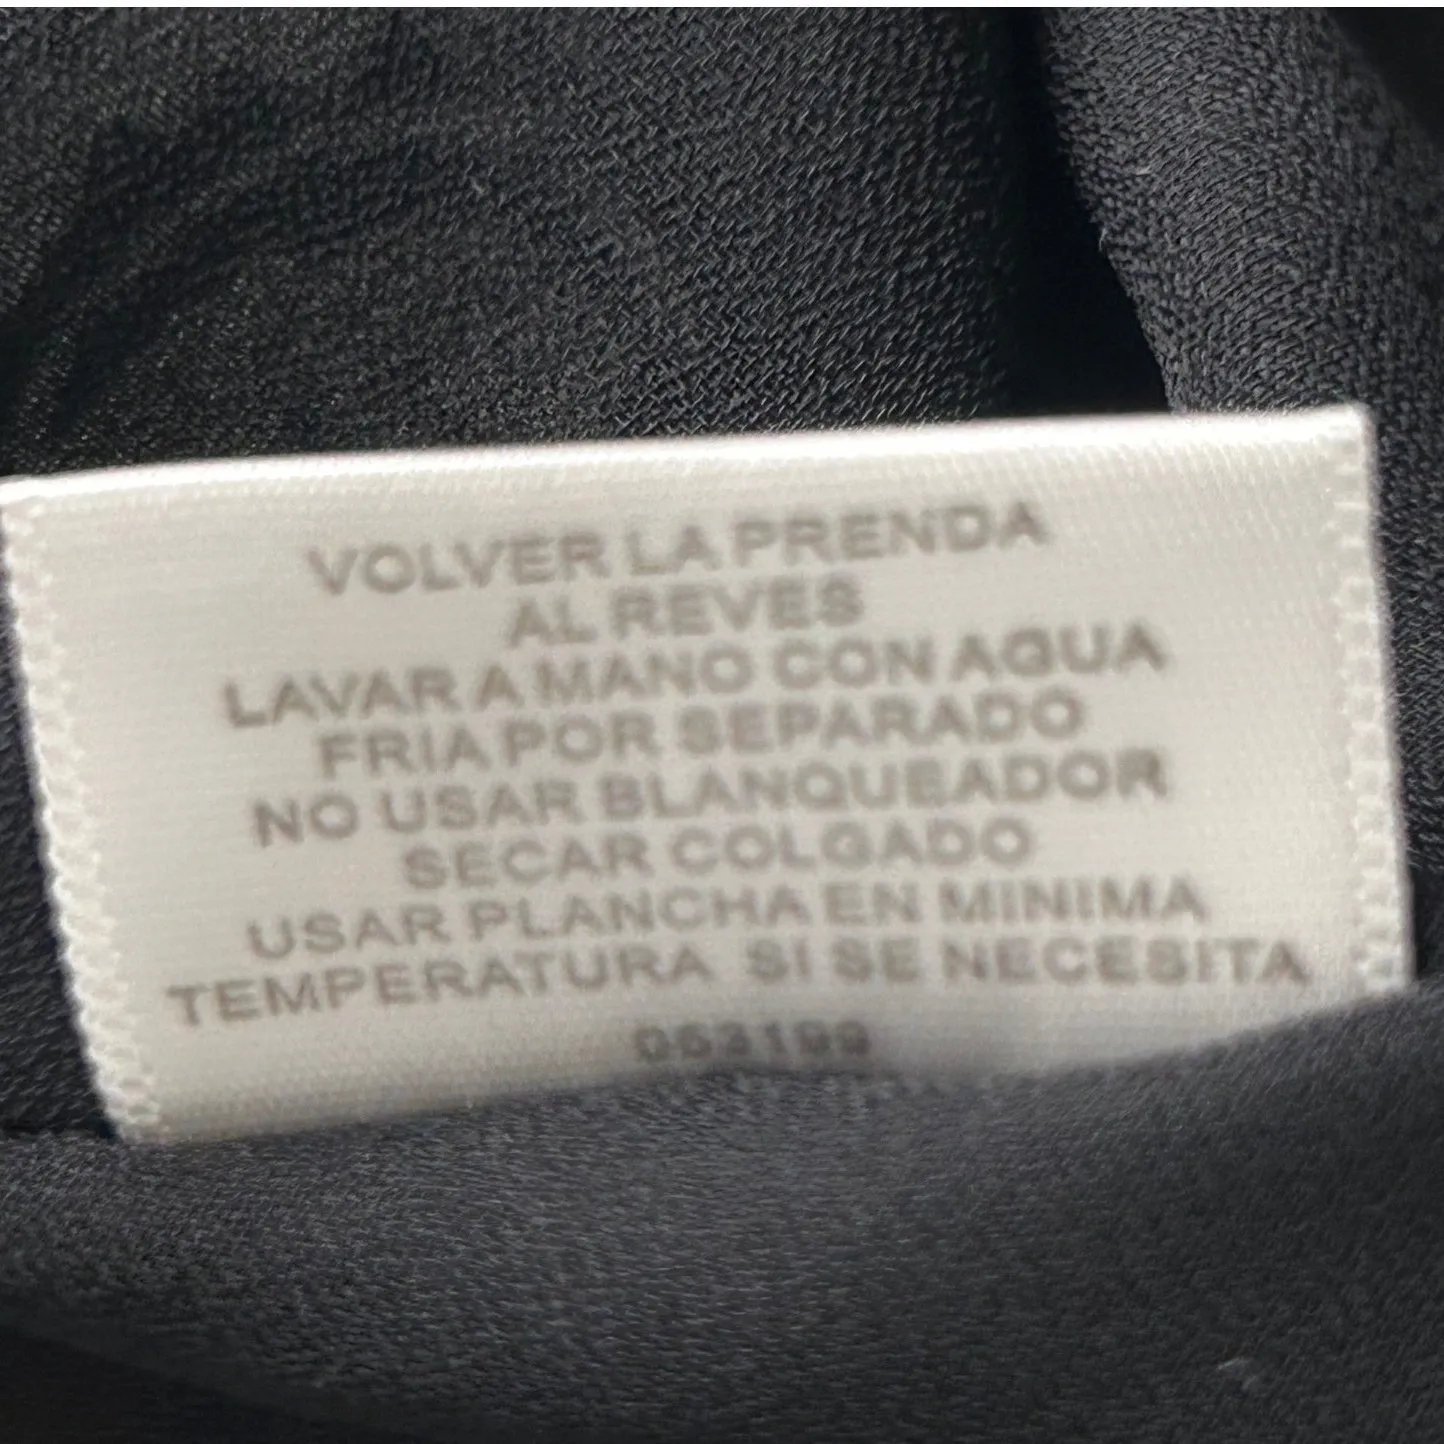 VOLVER LA PRENDA
AL REVES
LAVAR A MANO CON AGUA
FRIA POR SEPARADO
NO USAR BLANQUEADOR
SECAR COLGADO
USAR PLANCHA EN MINIMA
TEMPERATURA SI SE NECESITA
053199